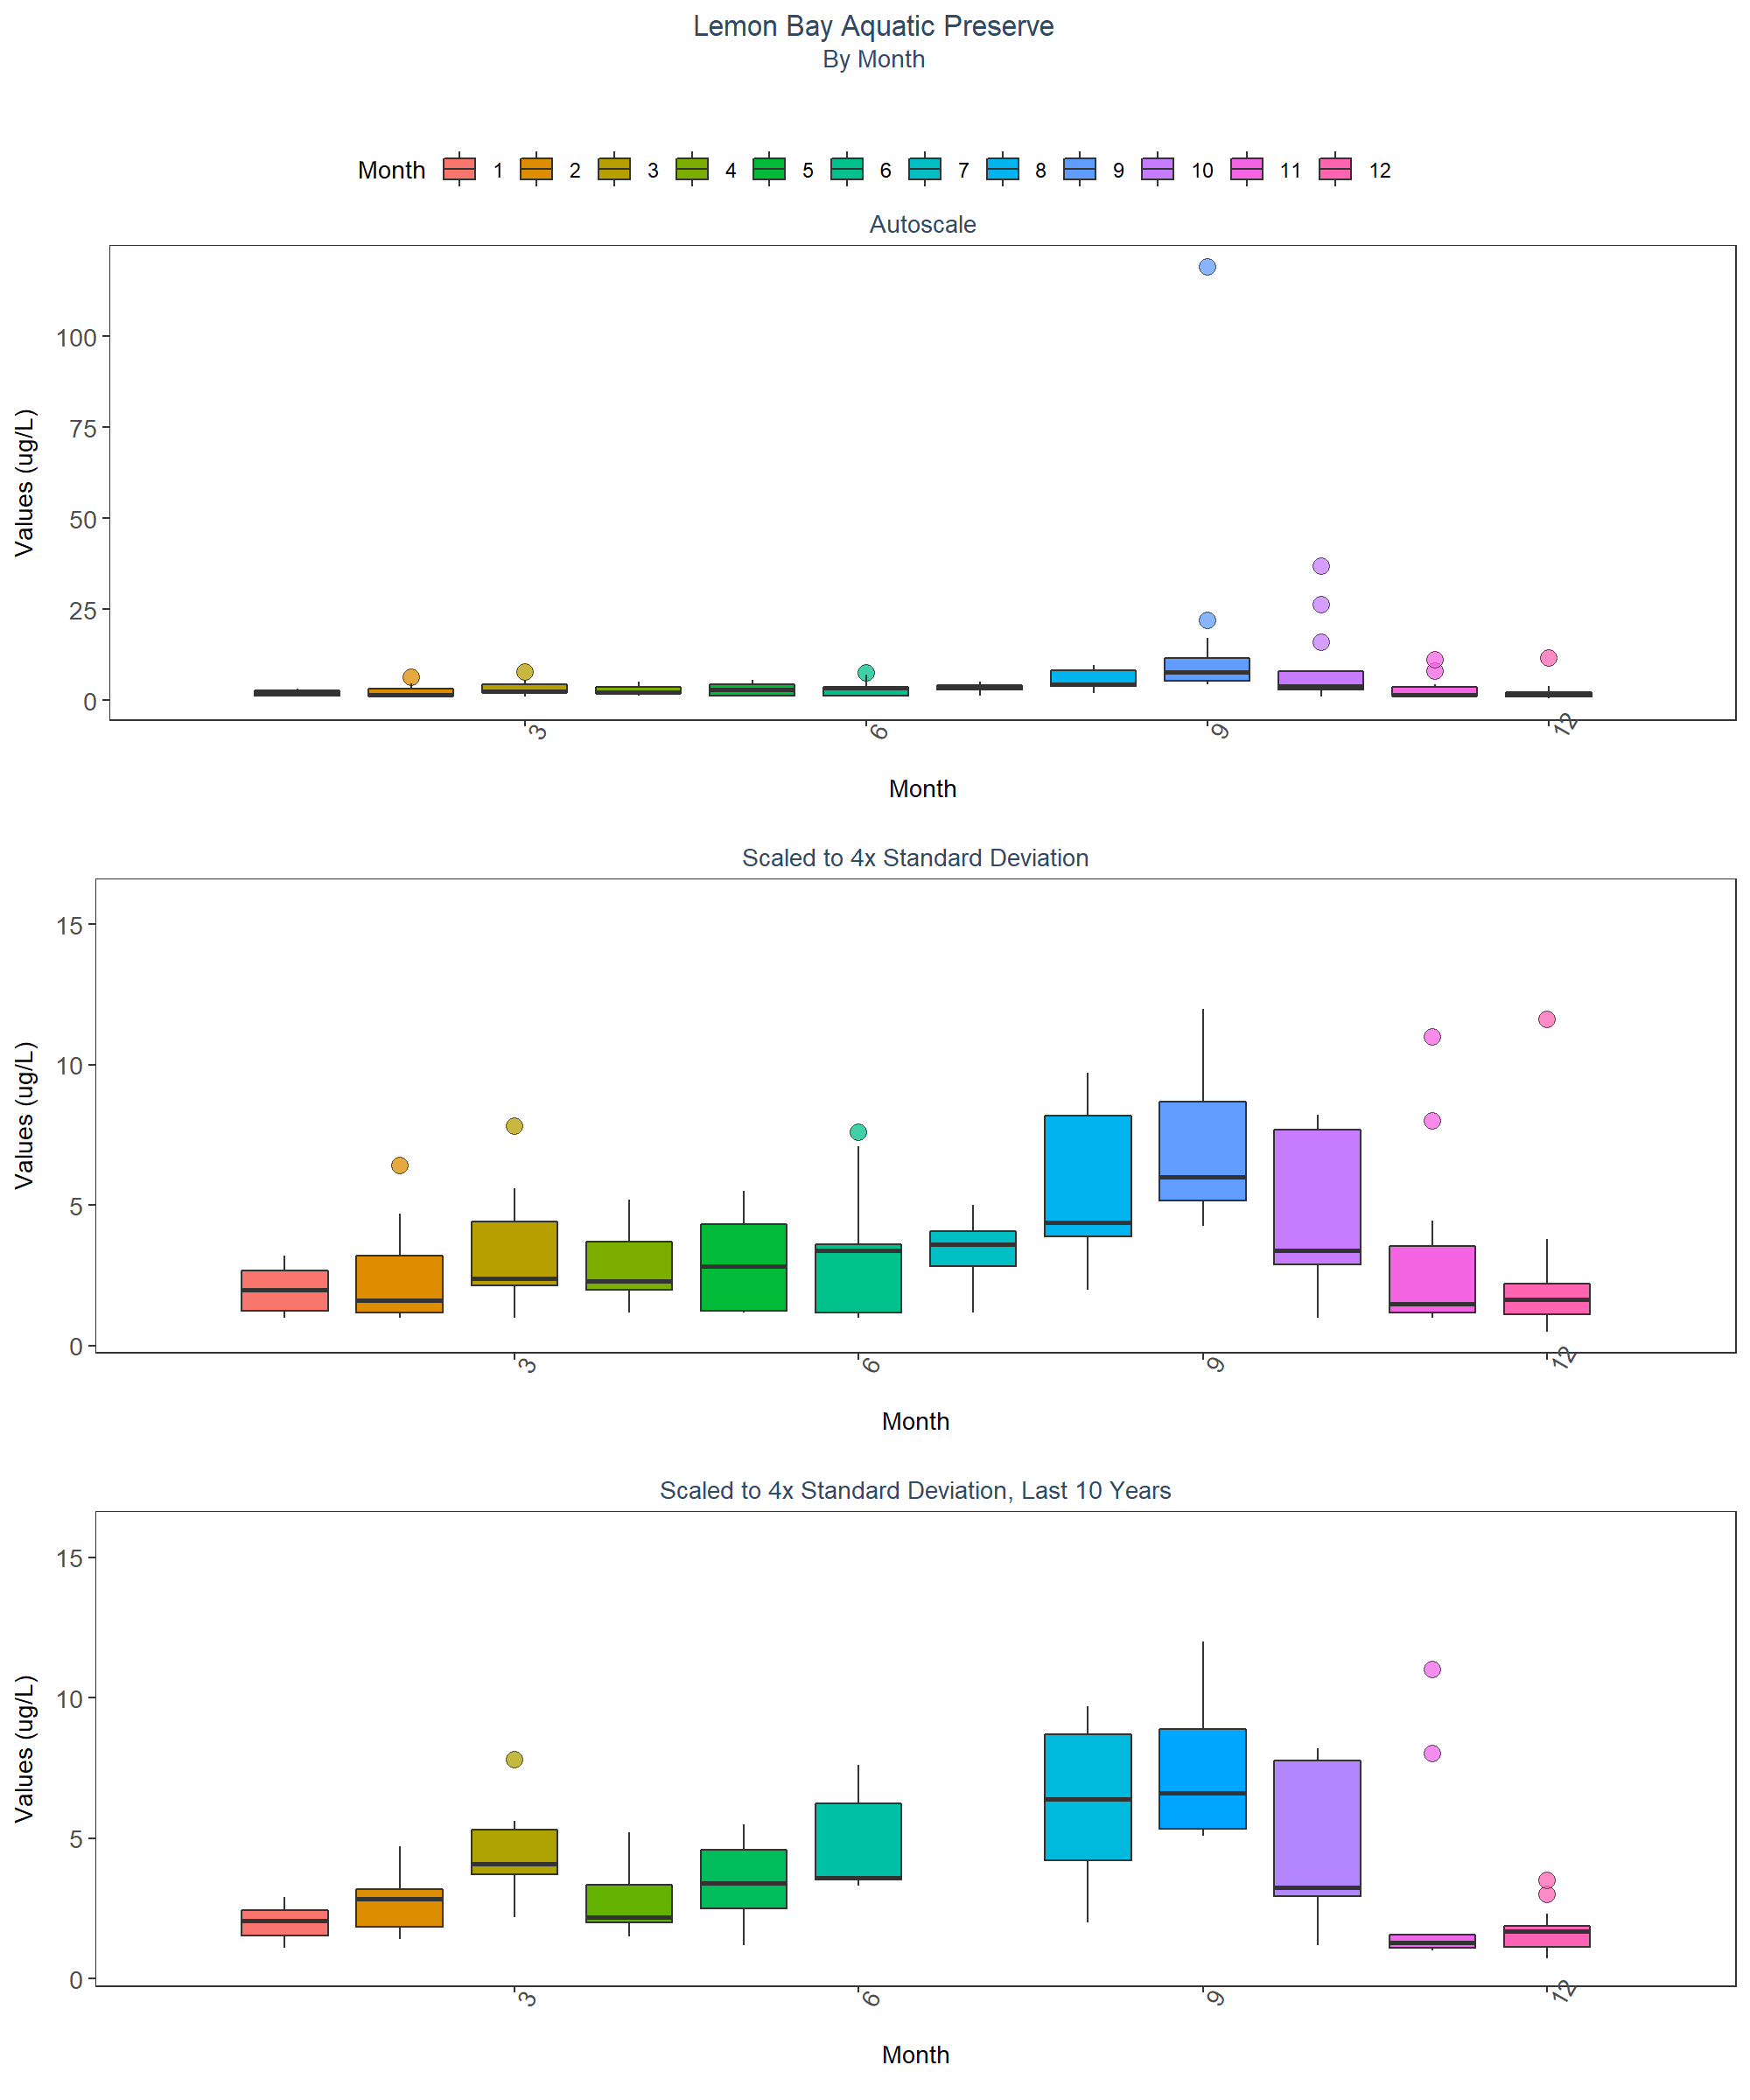 Lemon Bay Aquatic Preserve
By Month
Month 1 2 3 4 5 6 7 8 9 10 11 12
Autoscale
Values (ug/L)
100
75
50
25
0
3 6 9 12
Month
Scaled to 4x Standard Deviation
Values (ug/L)
15
10
5
0
3 6 9 12
Month
Scaled to 4x Standard Deviation, Last 10 Years
Values (ug/L)
15
10
5
0
3 6 9 12
Month